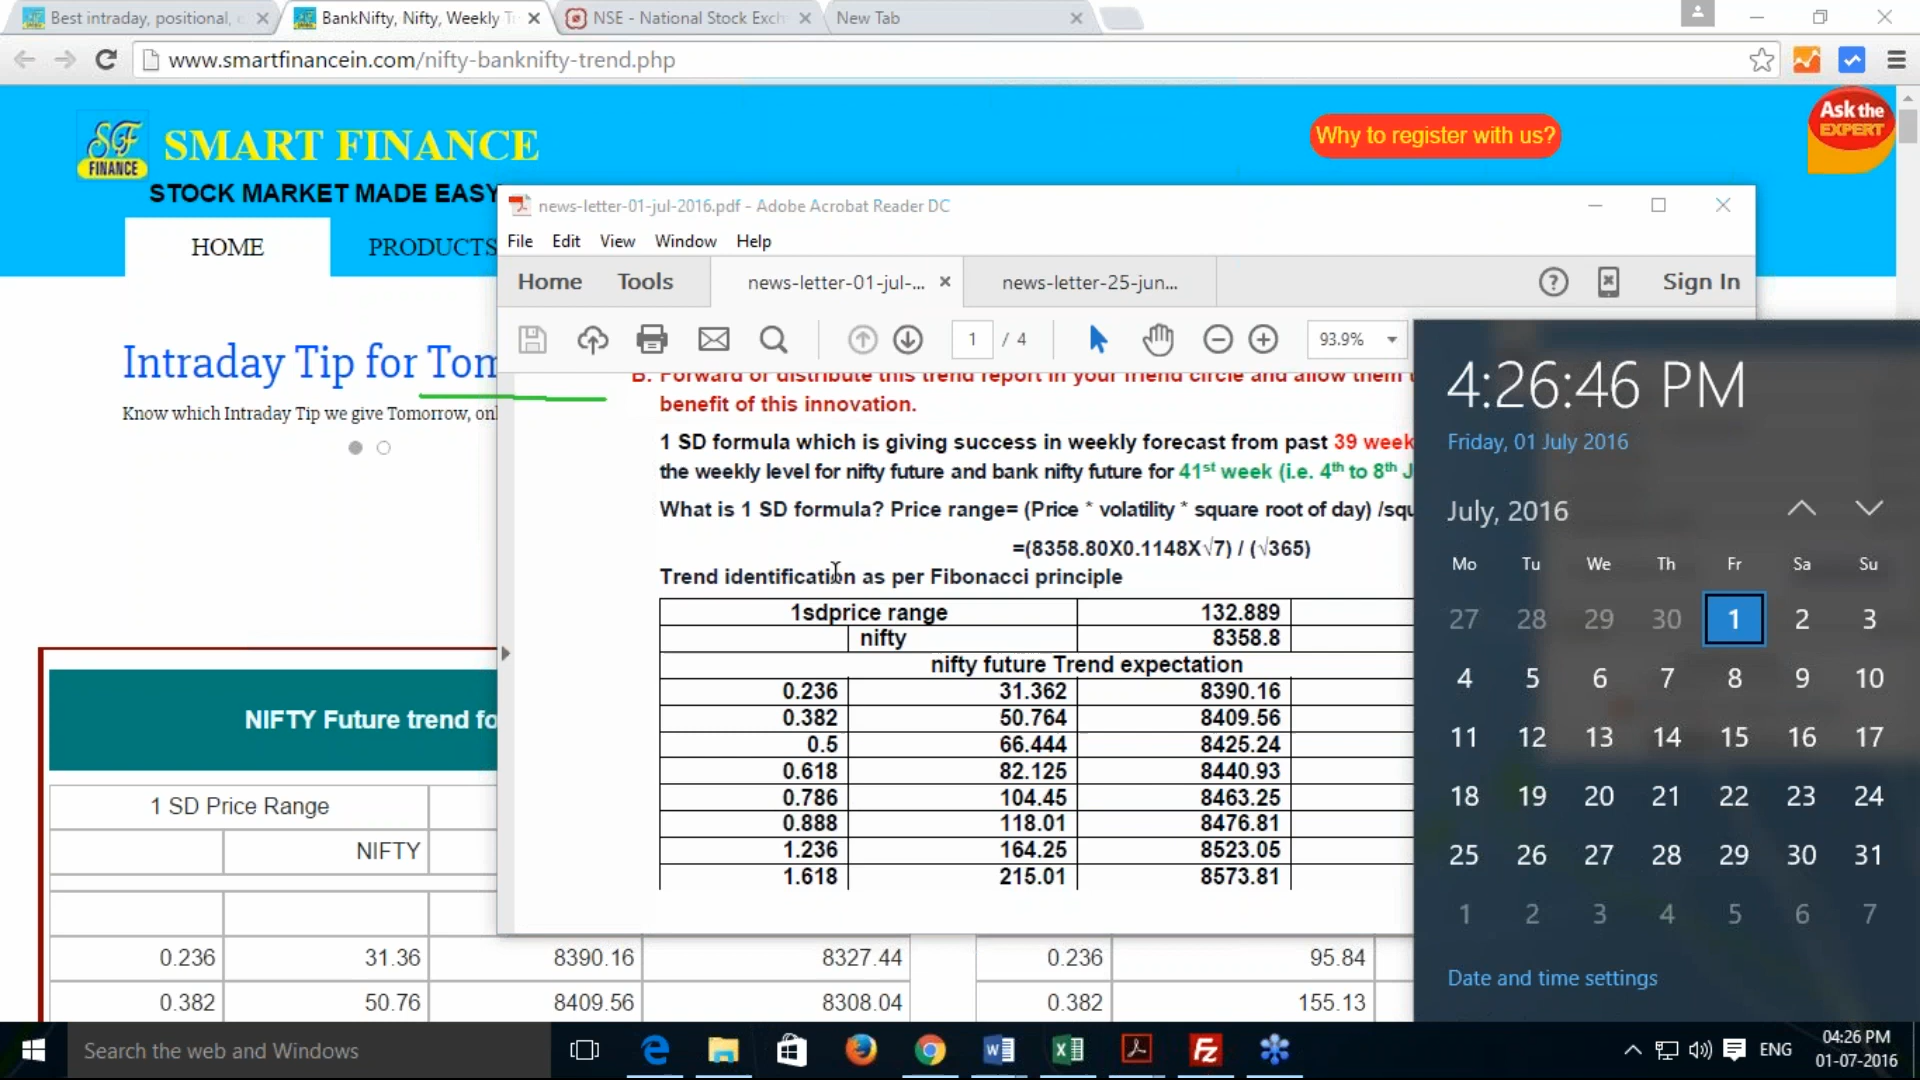 Best intraday, positional,
BankNifty, Nifty, Weekly T
NSE - National Stock Exch
New Tab
www.smartfinancein.com/nifty-banknifty-trend.php
SF
FINANCE
SMART FINANCE
STOCK MARKET MADE EASY
Why to register with us?
Ask the
EXPERT
HOME
PRODUCTS
Intraday Tip for Tom
Know which Intraday Tip we give Tomorrow, onl
news-letter-01-jul-2016.pdf - Adobe Acrobat Reader DC
File Edit View Window Help
Home Tools news-letter-01-jul-... news-letter-25-jun... Sign In
1 / 4 93.9%
B. Forward or distribute this trend report in your friend circle and allow them
benefit of this innovation.
1 SD formula which is giving success in weekly forecast from past 39 week
the weekly level for nifty future and bank nifty future for 41st week (i.e. 4th to 8th J
What is 1 SD formula? Price range= (Price * volatility * square root of day) /squ
=(8358.80X0.1148X√7) / (√365)
Trend identification as per Fibonacci principle
1sdprice range 132.889
nifty 8358.8
nifty future Trend expectation
0.236 31.362 8390.16
0.382 50.764 8409.56
0.5 66.444 8425.24
0.618 82.125 8440.93
0.786 104.45 8463.25
0.888 118.01 8476.81
1.236 164.25 8523.05
1.618 215.01 8573.81
NIFTY Future trend fo
1 SD Price Range
NIFTY
0.236 31.36 8390.16 8327.44 0.236 95.84
0.382 50.76 8409.56 8308.04 0.382 155.13
4:26:46 PM
Friday, 01 July 2016
July, 2016
Mo Tu We Th Fr Sa Su
27 28 29 30 1 2 3
4 5 6 7 8 9 10
11 12 13 14 15 16 17
18 19 20 21 22 23 24
25 26 27 28 29 30 31
1 2 3 4 5 6 7
Date and time settings
Search the web and Windows
ENG
04:26 PM
01-07-2016